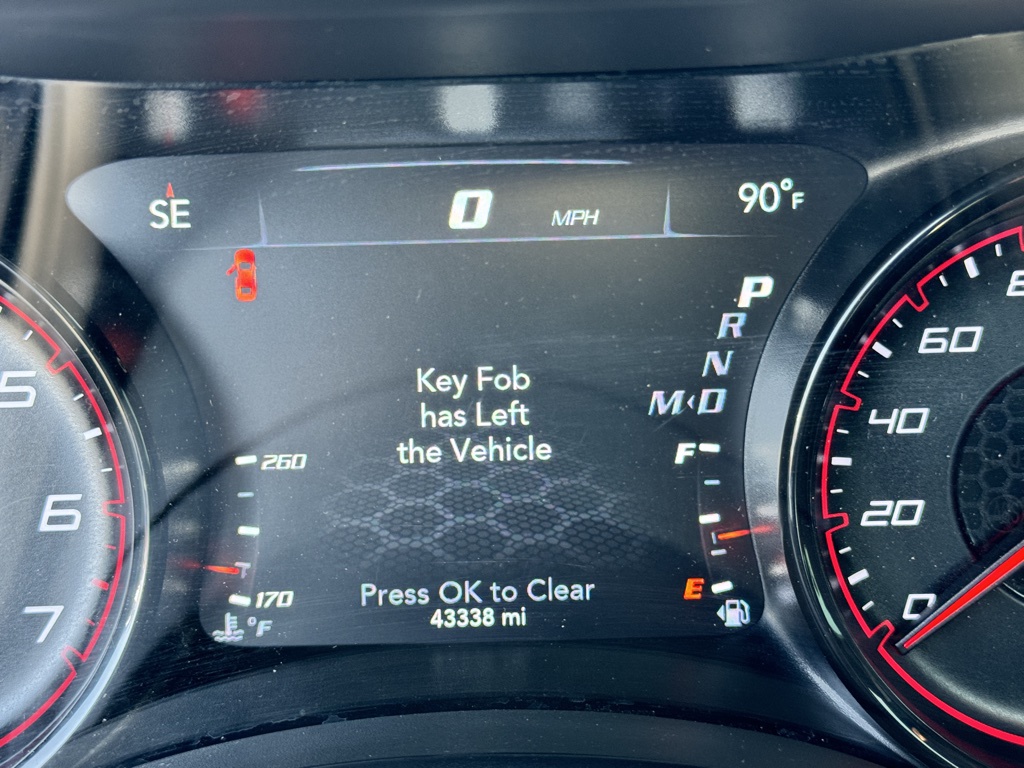 SE
0 MPH
90°F
P
R
N
M‹D
Key Fob
has Left
the Vehicle
260
170
°F
F
E
Press OK to Clear
43338 mi
5
6
7
60
40
20
0